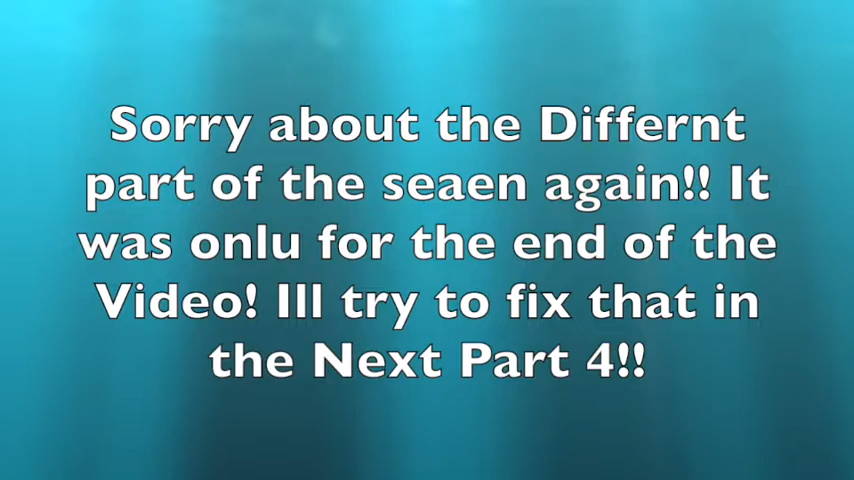 Sorry about the Differnt
part of the seaen again!! It
was onlu for the end of the
Video! Ill try to fix that in
the Next Part 4!!